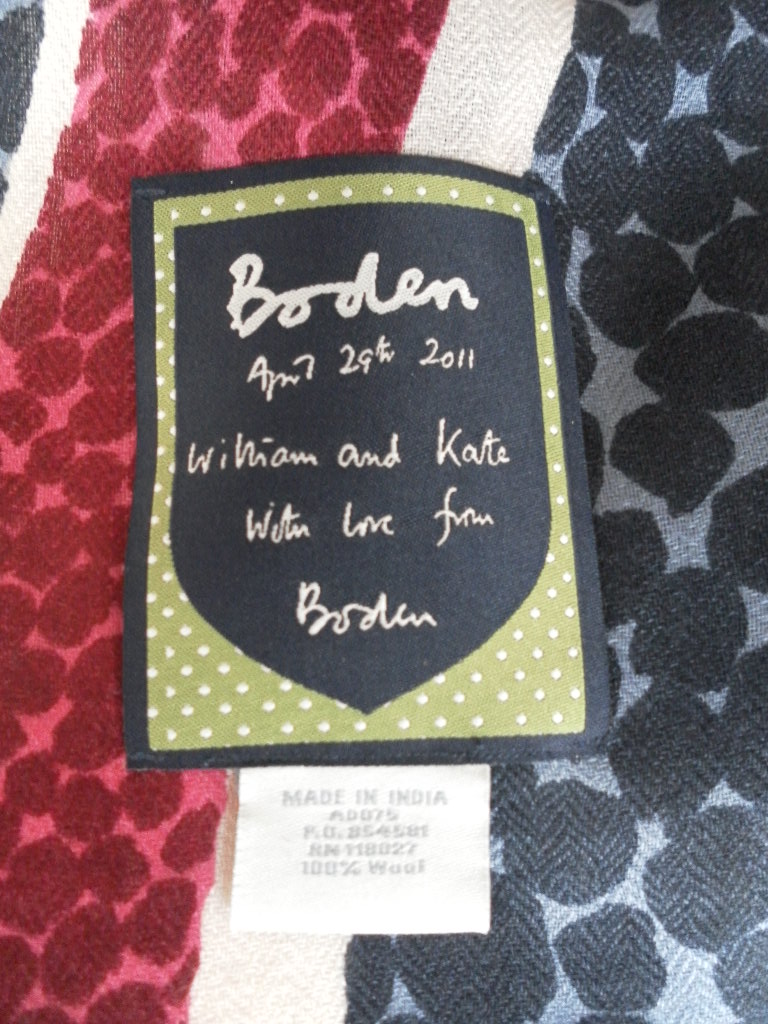 Boden
April 29th 2011
William and Kate
With love from
Boden
MADE IN INDIA
AD075
P.O. 854581
RN 118027
100% Wool